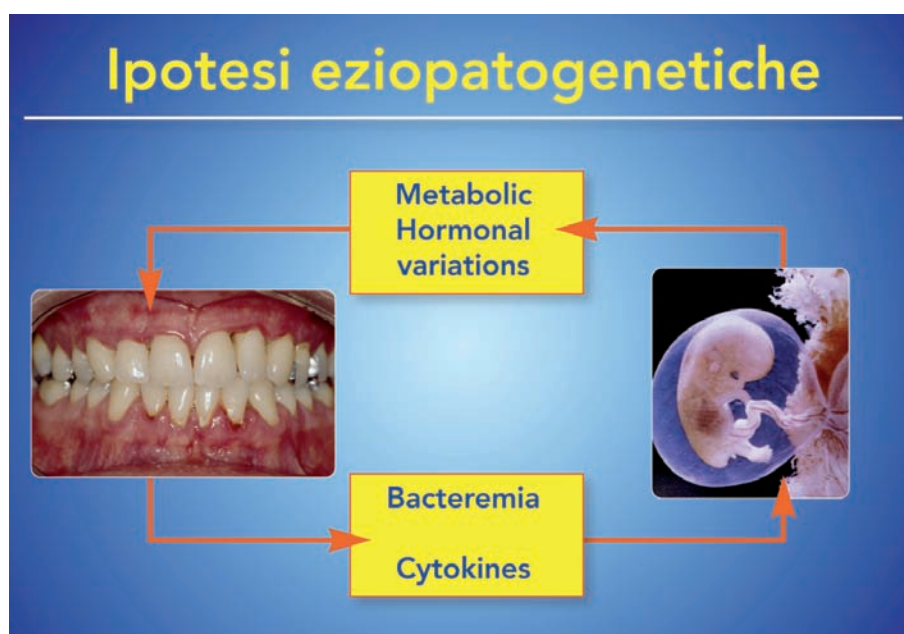 Ipotesi eziopatogenetiche
Metabolic
Hormonal
variations
Bacteremia
Cytokines